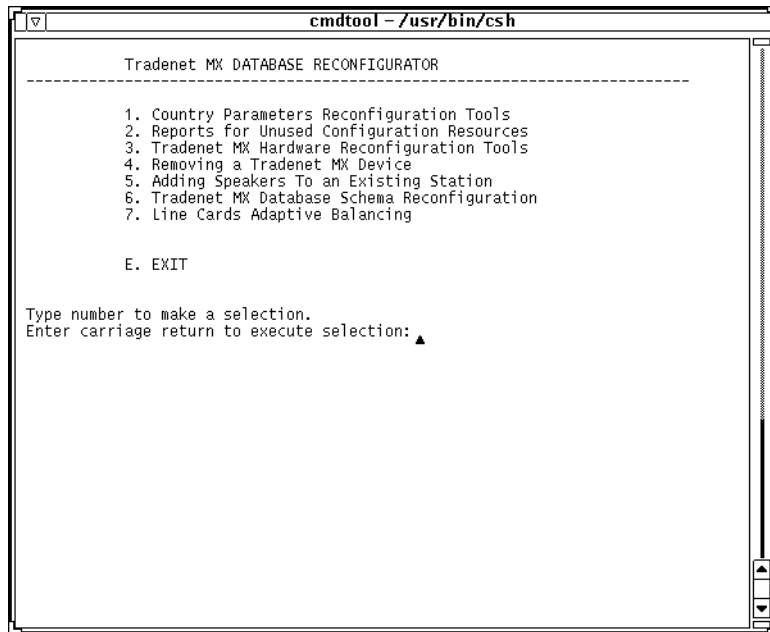 cmdtool – /usr/bin/csh
Tradenet MX DATABASE RECONFIGURATOR
--------------------------------------------------------------------------
1. Country Parameters Reconfiguration Tools
2. Reports for Unused Configuration Resources
3. Tradenet MX Hardware Reconfiguration Tools
4. Removing a Tradenet MX Device
5. Adding Speakers To an Existing Station
6. Tradenet MX Database Schema Reconfiguration
7. Line Cards Adaptive Balancing
E. EXIT
Type number to make a selection.
Enter carriage return to execute selection: